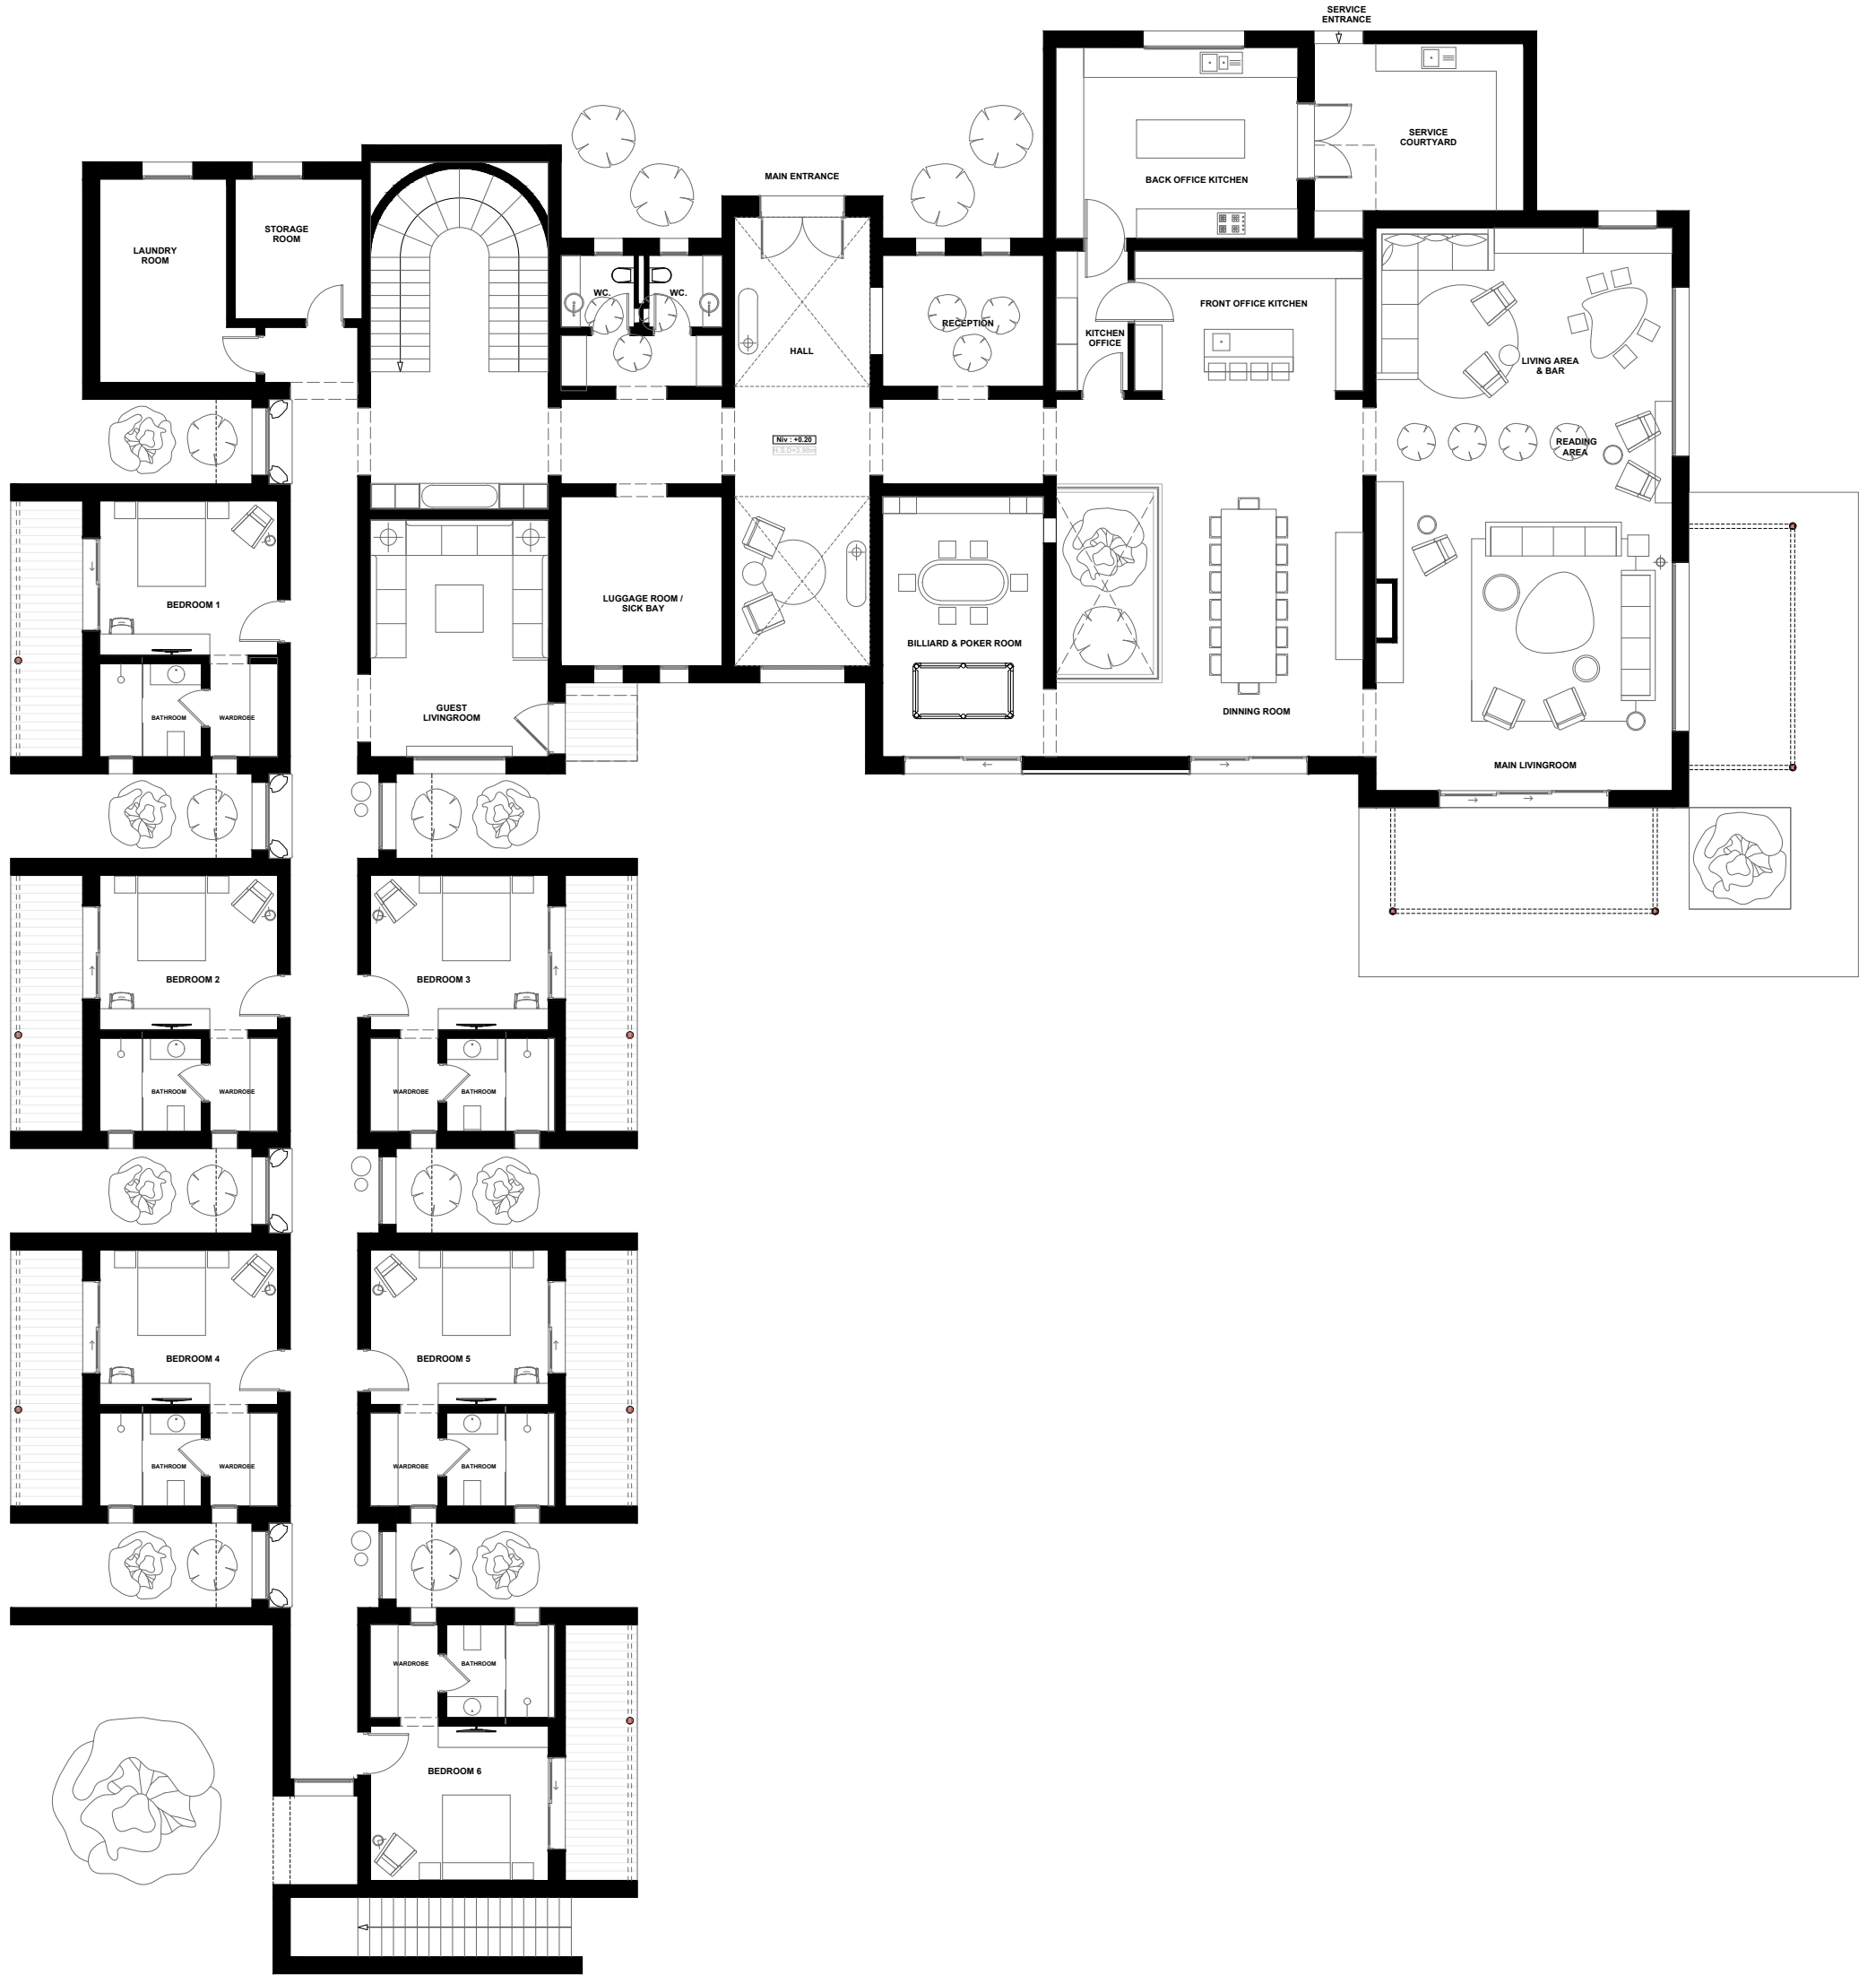 SERVICE
ENTRANCE
SERVICE
COURTYARD
MAIN ENTRANCE
BACK OFFICE KITCHEN
STORAGE
ROOM
LAUNDRY
ROOM
WC.
WC.
FRONT OFFICE KITCHEN
RECEPTION
KITCHEN
OFFICE
HALL
LIVING AREA
& BAR
Niv : +0.20
H.S.D=3.90m
READING
AREA
BEDROOM 1
LUGGAGE ROOM /
SICK BAY
BILLIARD & POKER ROOM
GUEST
LIVINGROOM
DINNING ROOM
BATHROOM
WARDROBE
MAIN LIVINGROOM
BEDROOM 2
BEDROOM 3
BATHROOM
WARDROBE
WARDROBE
BATHROOM
BEDROOM 4
BEDROOM 5
BATHROOM
WARDROBE
WARDROBE
BATHROOM
WARDROBE
BATHROOM
BEDROOM 6